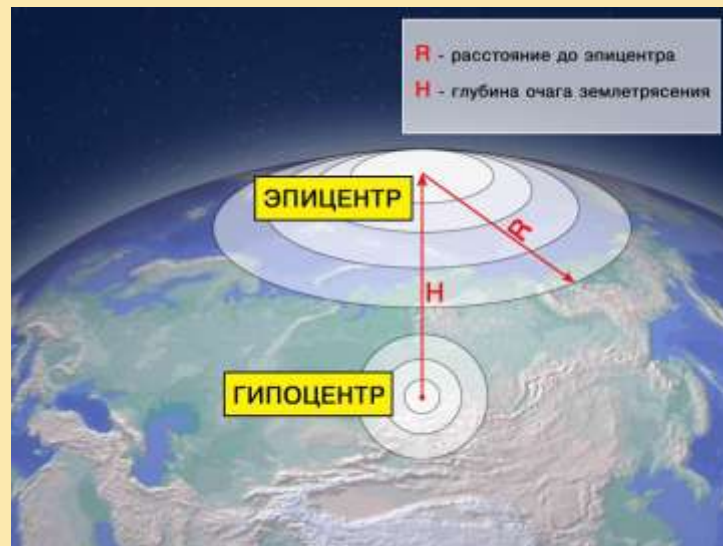 R - расстояние до эпицентра
H - глубина очага землетрясения
ЭПИЦЕНТР
R
H
ГИПОЦЕНТР